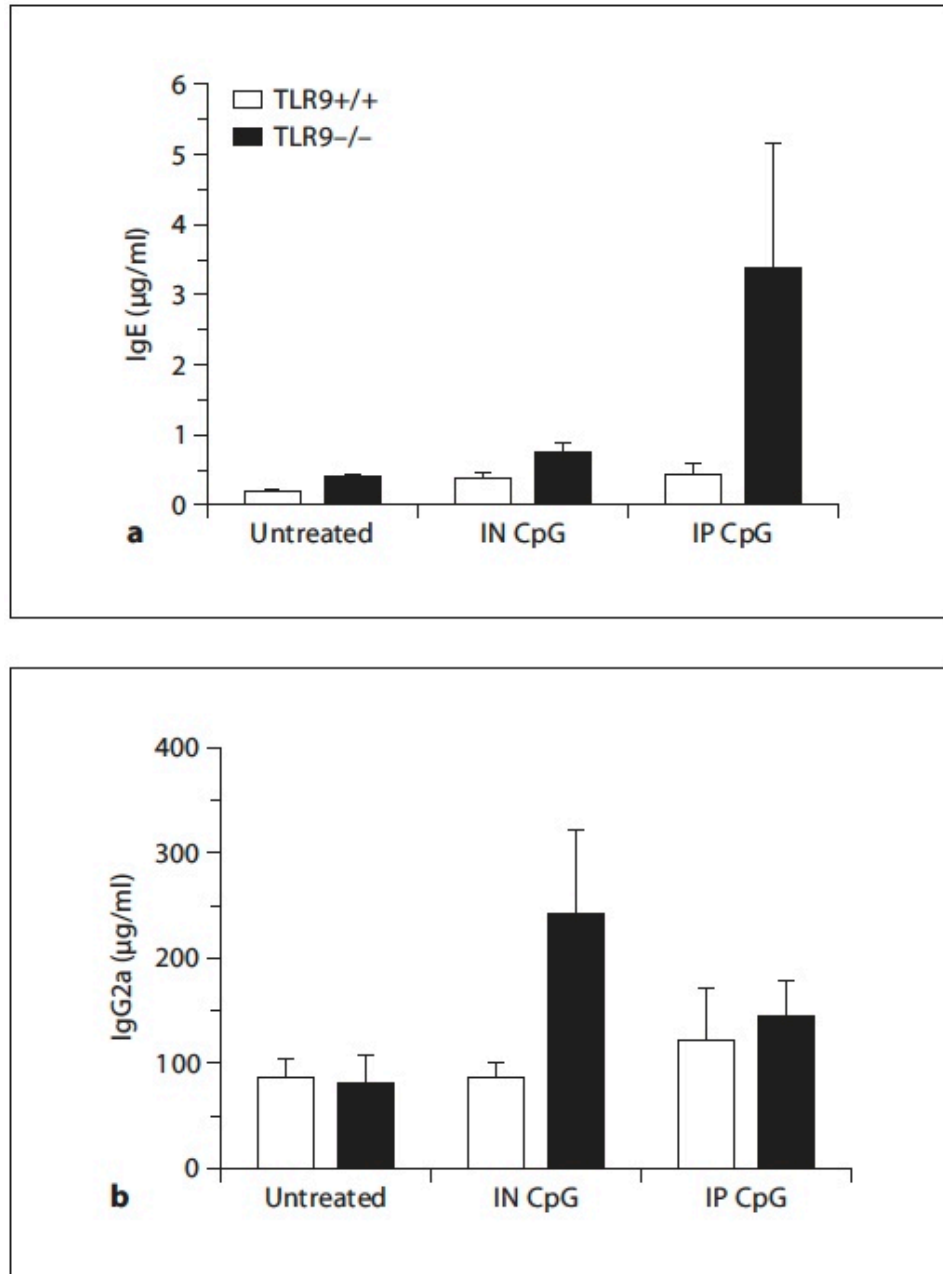 6
TLR9+/+
TLR9–/–
5
4
3
2
1
0
IgE (µg/ml)
a
Untreated
IN CpG
IP CpG
400
300
200
100
0
IgG2a (µg/ml)
b
Untreated
IN CpG
IP CpG